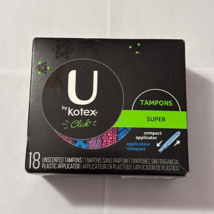 U
by Kotex®
Click®
TAMPONS
SUPER
compact
applicator
applicateur
compact
18 UNSCENTED TAMPONS | TAMPONS SANS PARFUM | TAMPONES SIN FRAGANCIA
PLASTIC APPLICATOR | APPLICATEUR EN PLASTIQUE | APLICADOR DE PLÁSTICO